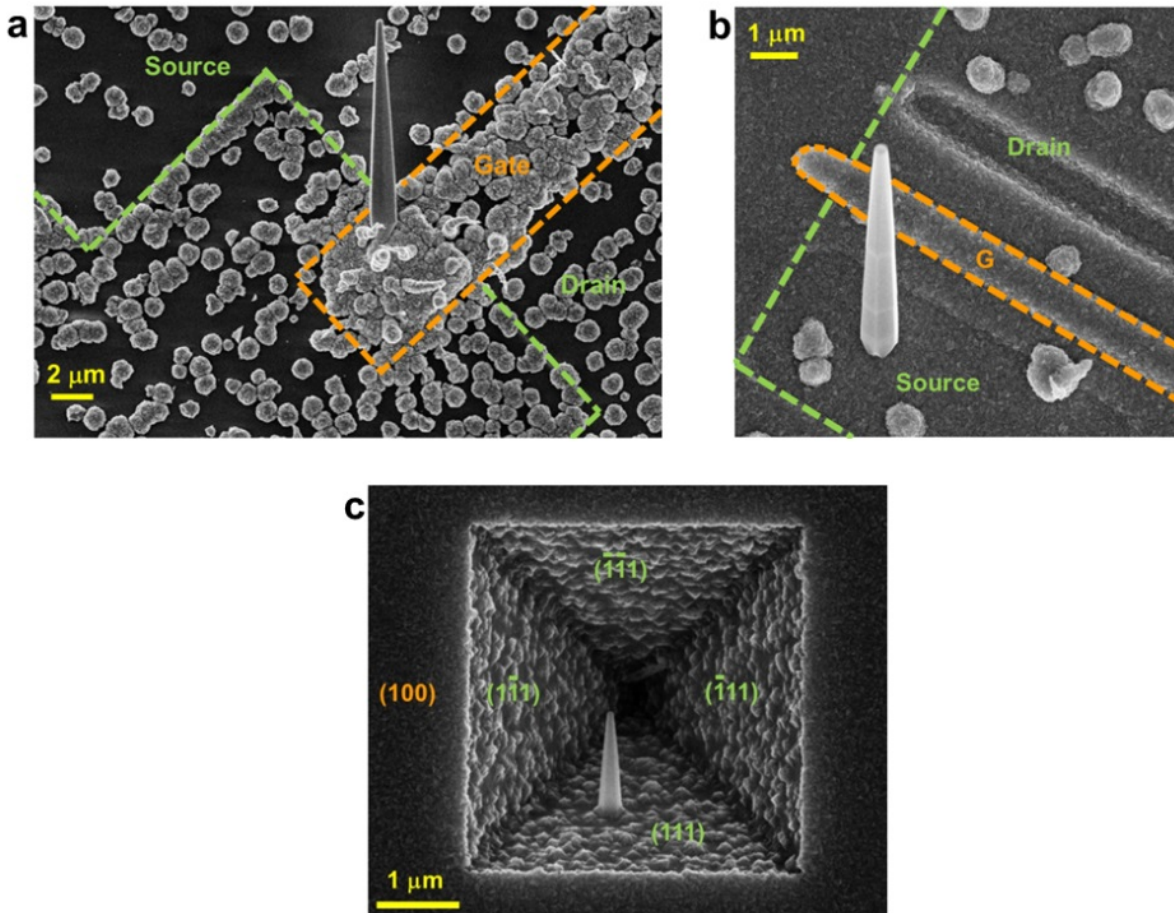 a
Source
Gate
Drain
2 μm
b
1 μm
Drain
G
Source
c
(1̅1̅1)
(100)
(11̅1)
(1̅11)
(111)
1 μm